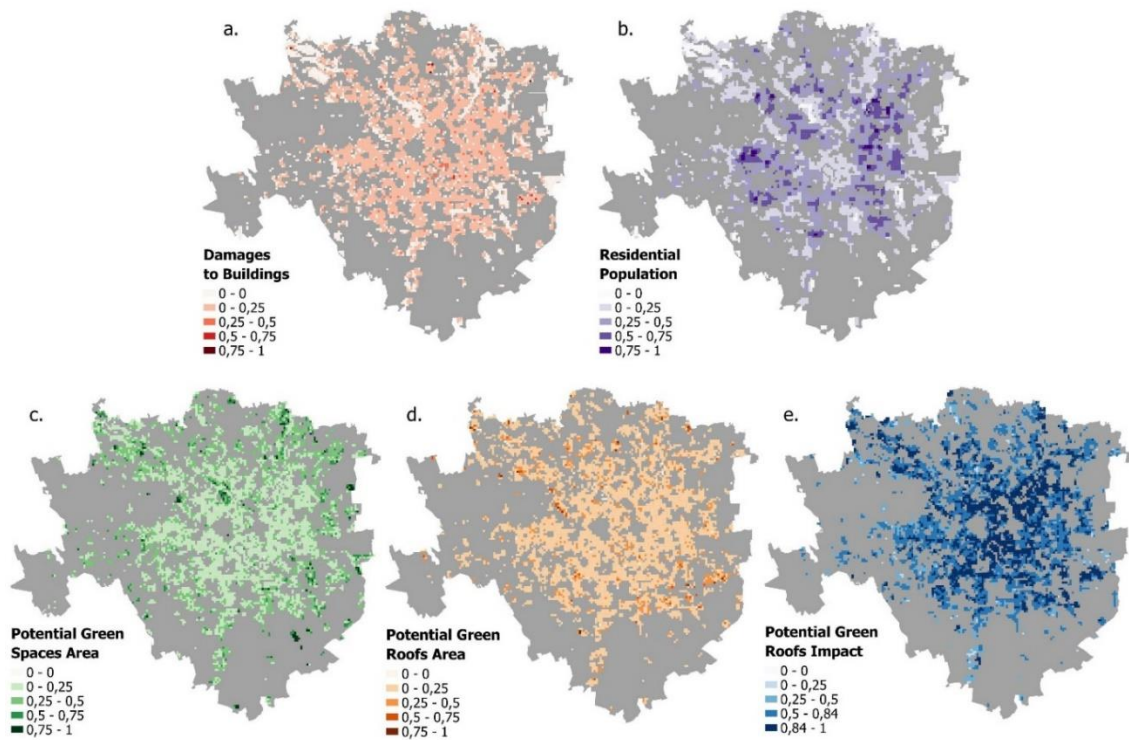 a.
Damages
to Buildings
0 - 0
0 - 0,25
0,25 - 0,5
0,5 - 0,75
0,75 - 1
b.
Residential
Population
0 - 0
0 - 0,25
0,25 - 0,5
0,5 - 0,75
0,75 - 1
c.
Potential Green
Spaces Area
0 - 0
0 - 0,25
0,25 - 0,5
0,5 - 0,75
0,75 - 1
d.
Potential Green
Roofs Area
0 - 0
0 - 0,25
0,25 - 0,5
0,5 - 0,75
0,75 - 1
e.
Potential Green
Roofs Impact
0 - 0
0 - 0,25
0,25 - 0,5
0,5 - 0,84
0,84 - 1